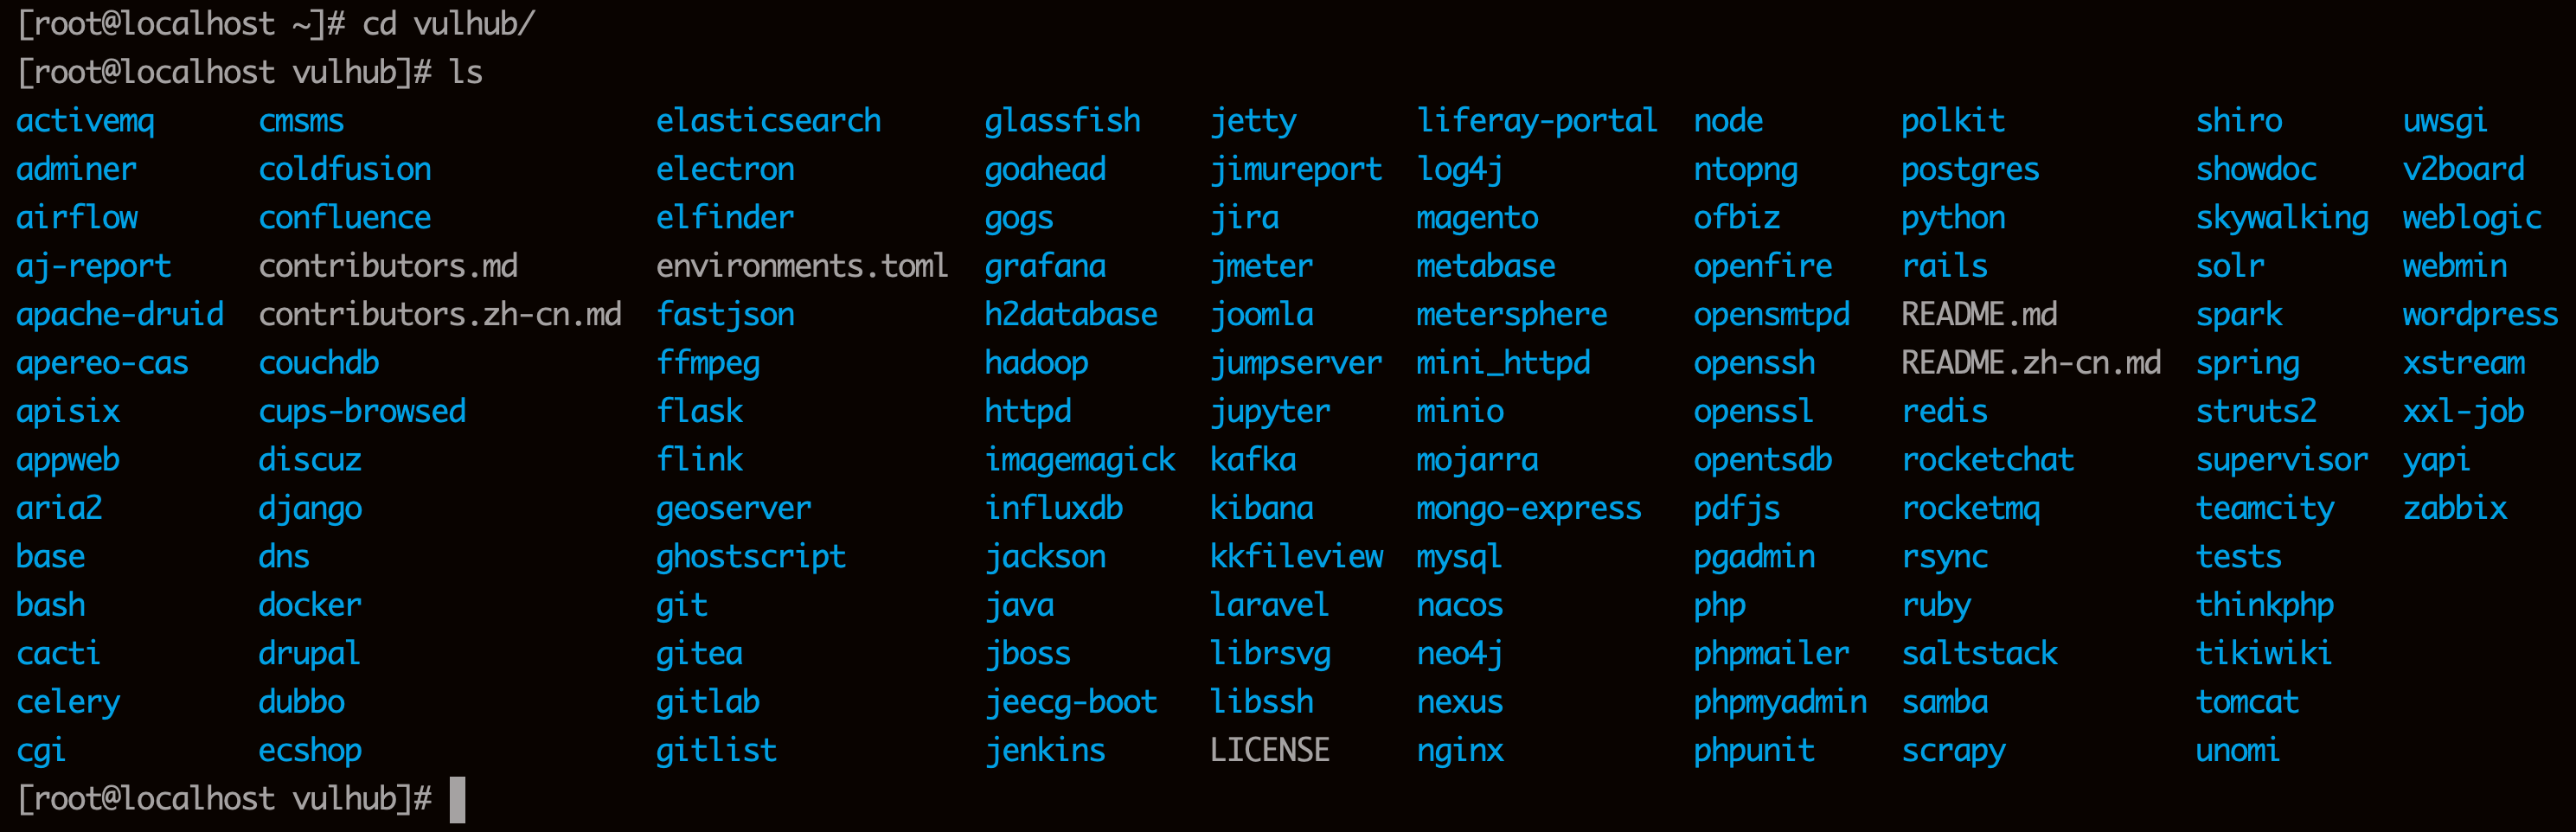 [root@localhost ~]# cd vulhub/
[root@localhost vulhub]# ls
activemq cmsms elasticsearch glassfish jetty liferay-portal node polkit shiro uwsgi
adminer coldfusion electron goahead jimureport log4j ntopng postgres showdoc v2board
airflow confluence elfinder gogs jira magento ofbiz python skywalking weblogic
aj-report contributors.md environments.toml grafana jmeter metabase openfire rails solr webmin
apache-druid contributors.zh-cn.md fastjson h2database joomla metersphere opensmtpd README.md spark wordpress
apereo-cas couchdb ffmpeg hadoop jumpserver mini_httpd openssh README.zh-cn.md spring xstream
apisix cups-browsed flask httpd jupyter minio openssl redis struts2 xxl-job
appweb discuz flink imagemagick kafka mojarra opentsdb rocketchat supervisor yapi
aria2 django geoserver influxdb kibana mongo-express pdfjs rocketmq teamcity zabbix
base dns ghostscript jackson kkfileview mysql pgadmin rsync tests
bash docker git java laravel nacos php ruby thinkphp
cacti drupal gitea jboss librsvg neo4j phpmailer saltstack tikiwiki
celery dubbo gitlab jeecg-boot libssh nexus phpmyadmin samba tomcat
cgi ecshop gitlist jenkins LICENSE nginx phpunit scrapy unomi
[root@localhost vulhub]#